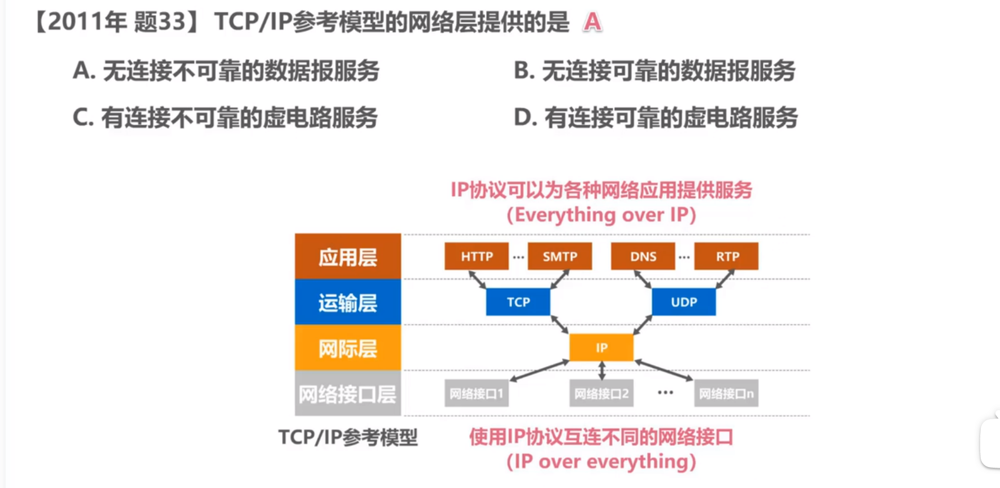 【2011年 题33】 TCP/IP参考模型的网络层提供的是 A
A. 无连接不可靠的数据报服务
B. 无连接可靠的数据报服务
C. 有连接不可靠的虚电路服务
D. 有连接可靠的虚电路服务
IP协议可以为各种网络应用提供服务
(Everything over IP)
应用层
HTTP ... SMTP
DNS ... RTP
运输层
TCP
UDP
网际层
IP
网络接口层
网络接口1
网络接口2
...
网络接口n
TCP/IP参考模型
使用IP协议互连不同的网络接口
(IP over everything)